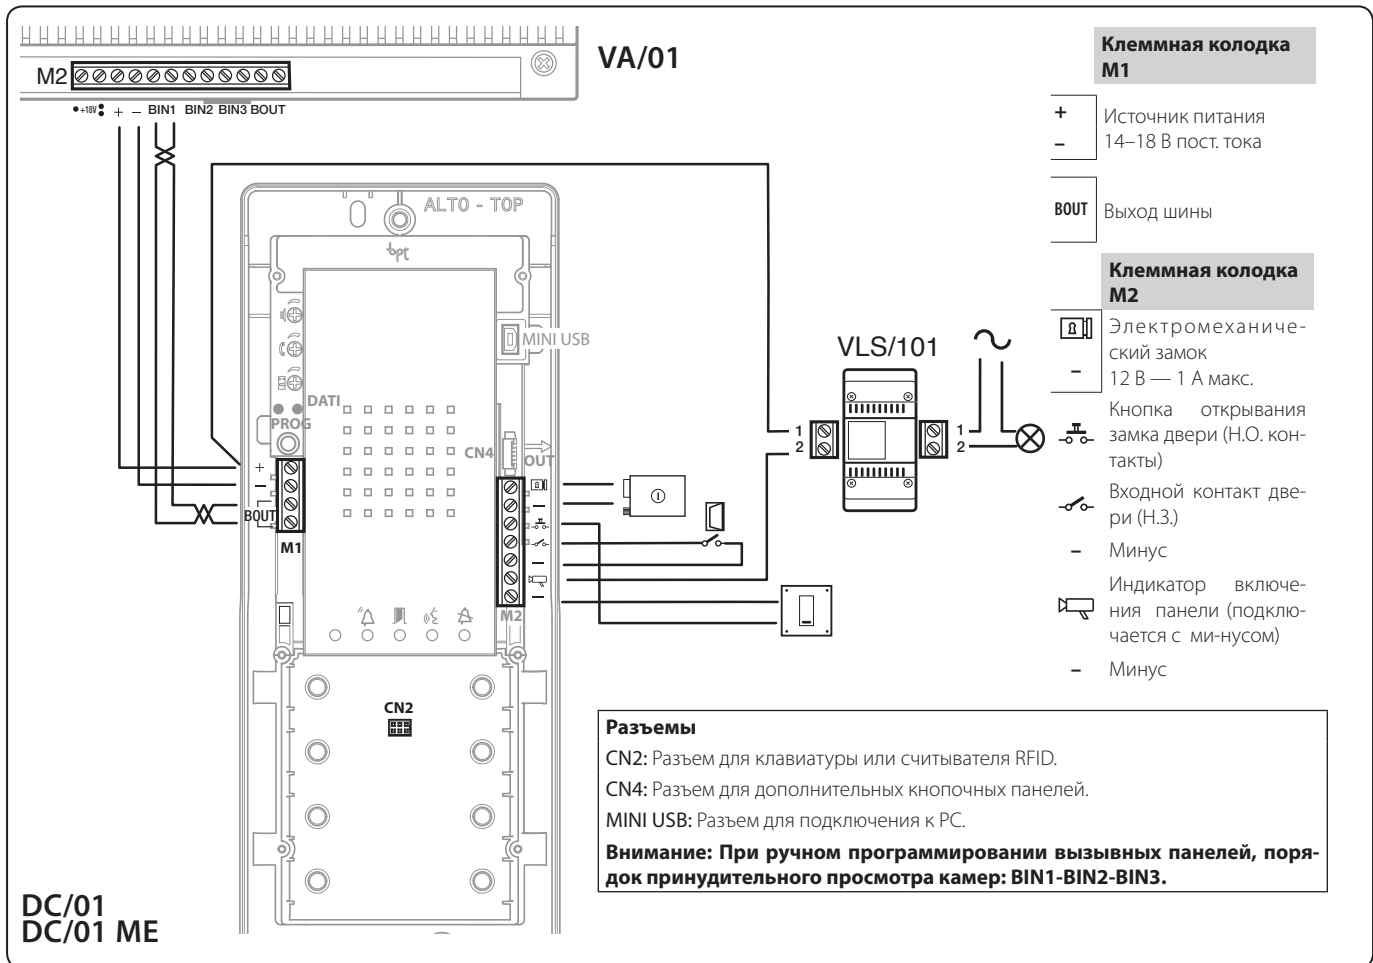 VA/01
M2
+18V
+ − BIN1 BIN2 BIN3 BOUT
ALTO - TOP
bpt
MINI USB
DATI
PROG
CN4
OUT
+
−
BOUT
M1
−
−
−
M2
CN2
VLS/101
1
2
1
2
DC/01
DC/01 ME
Клеммная колодка
M1
+
–
Источник питания
14–18 В пост. тока
BOUT
Выход шины
Клеммная колодка
M2
Электромеханиче-
ский замок
–
12 В — 1 А макс.
Кнопка открывания
замка двери (Н.О. кон-
такты)
Входной контакт две-
ри (Н.З.)
– Минус
Индикатор включе-
ния панели (подклю-
чается с ми-нусом)
– Минус
Разъемы
CN2: Разъем для клавиатуры или считывателя RFID.
CN4: Разъем для дополнительных кнопочных панелей.
MINI USB: Разъем для подключения к PC.
Внимание: При ручном программировании вызывных панелей, поря-
док принудительного просмотра камер: BIN1-BIN2-BIN3.